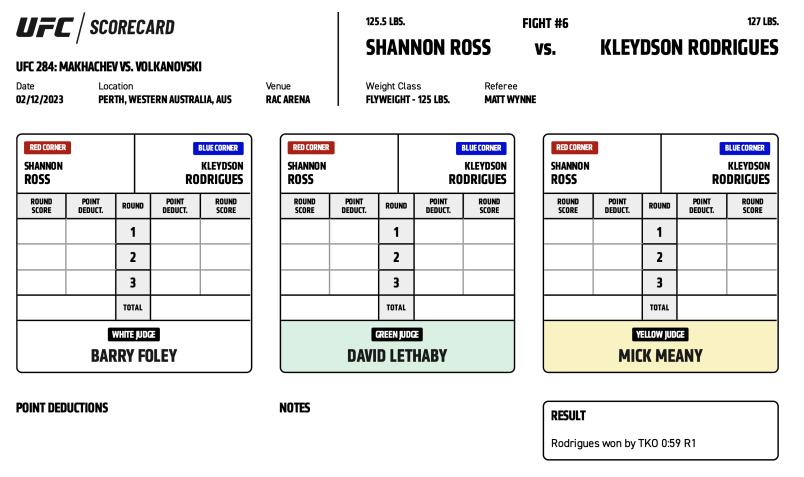 UFC / SCORECARD
UFC 284: MAKHACHEV VS. VOLKANOVSKI
Date Location Venue
02/12/2023 PERTH, WESTERN AUSTRALIA, AUS RAC ARENA
125.5 LBS. FIGHT #6 127 LBS.
SHANNON ROSS VS. KLEYDSON RODRIGUES
Weight Class Referee
FLYWEIGHT - 125 LBS. MATT WYNNE
RED CORNER BLUE CORNER
SHANNON KLEYDSON
ROSS RODRIGUES
ROUND SCORE POINT DEDUCT. ROUND POINT DEDUCT. ROUND SCORE
1
2
3
TOTAL
WHITE JUDGE
BARRY FOLEY
RED CORNER BLUE CORNER
SHANNON KLEYDSON
ROSS RODRIGUES
ROUND SCORE POINT DEDUCT. ROUND POINT DEDUCT. ROUND SCORE
1
2
3
TOTAL
GREEN JUDGE
DAVID LETHABY
RED CORNER BLUE CORNER
SHANNON KLEYDSON
ROSS RODRIGUES
ROUND SCORE POINT DEDUCT. ROUND POINT DEDUCT. ROUND SCORE
1
2
3
TOTAL
YELLOW JUDGE
MICK MEANY
POINT DEDUCTIONS
NOTES
RESULT
Rodrigues won by TKO 0:59 R1